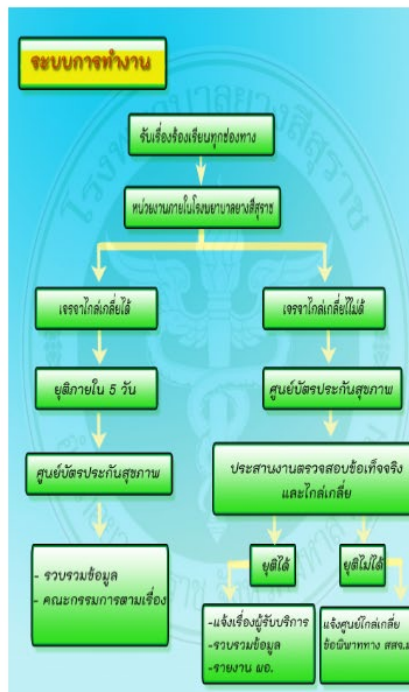 ระบบการทำงาน
รับเรื่องร้องเรียนทุกช่องทาง
หน่วยงานภายในโรงพยาบาลยางสีสุราช
เจรจาไกล่เกลี่ยได้
เจรจาไกล่เกลี่ยไม่ได้
ยุติภายใน 5 วัน
ศูนย์บัตรประกันสุขภาพ
ศูนย์บัตรประกันสุขภาพ
ประสานงานตรวจสอบข้อเท็จจริง
และไกล่เกลี่ย
- รวบรวมข้อมูล
- คณะกรรมการตามเรื่อง
ยุติได้
ยุติไม่ได้
-แจ้งเรื่องผู้รับบริการ
-รวบรวมข้อมูล
-รายงาน ผอ.
แจ้งศูนย์ไกล่เกลี่ย
ข้อพิพาททาง สสจ.ม